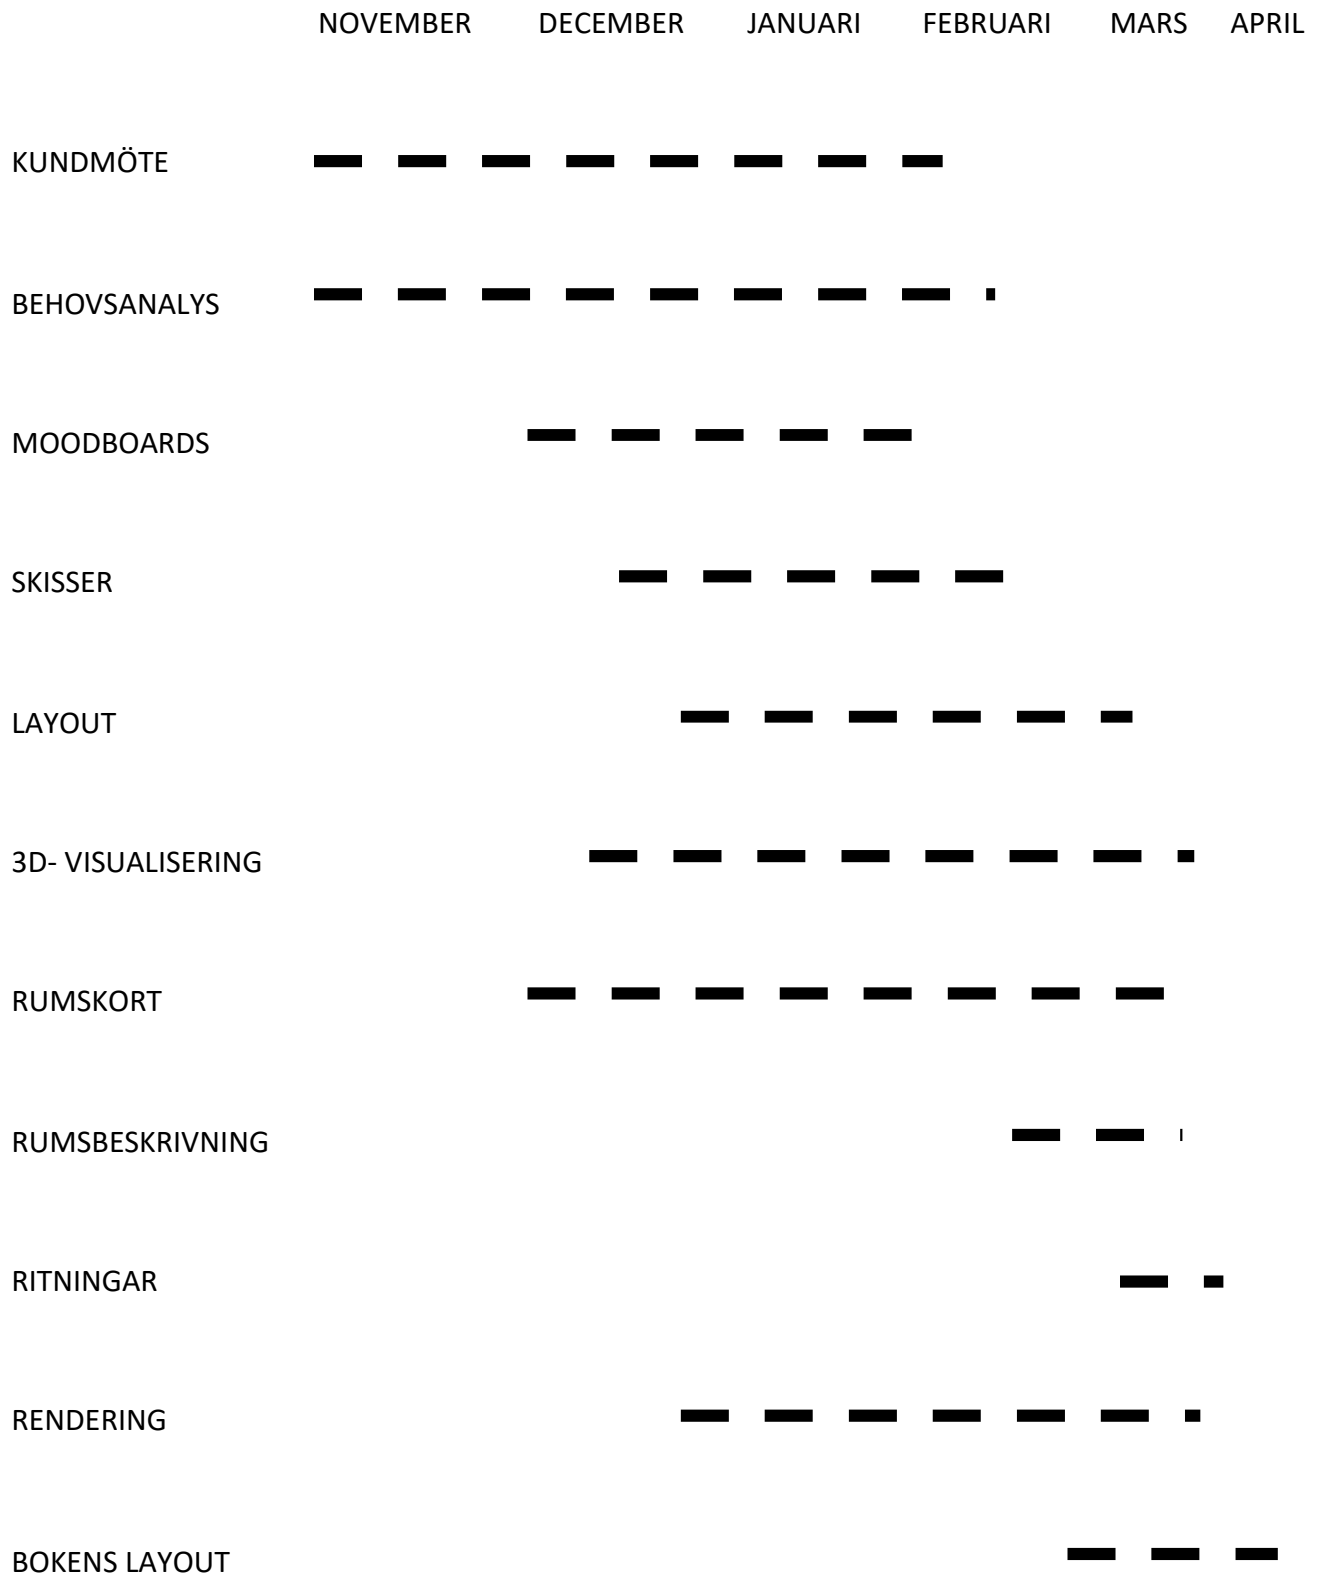 NOVEMBER DECEMBER JANUARI FEBRUARI MARS APRIL
KUNDMÖTE
BEHOVSANALYS
MOODBOARDS
SKISSER
LAYOUT
3D- VISUALISERING
RUMSKORT
RUMSBESKRIVNING
RITNINGAR
RENDERING
BOKENS LAYOUT